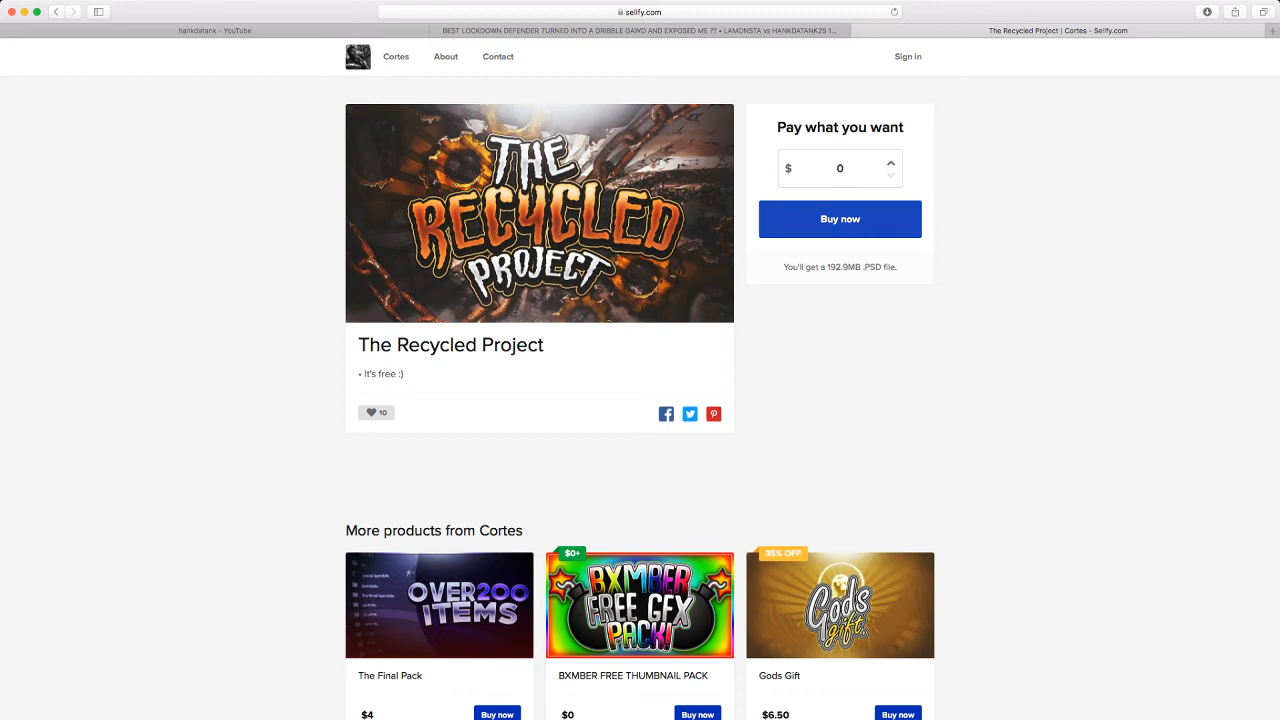 sellfy.com
hankdatank - YouTube
BEST LOCKDOWN DEFENDER TURNED INTO A DRIBBLE GAWD AND EXPOSED ME ?? • LAMONSTA vs HANKDATANK25 1...
The Recycled Project | Cortes - Sellfy.com
Cortes
About
Contact
Sign in
THE
RECYCLED
PROJECT
Pay what you want
$ 0
Buy now
You'll get a 192.9MB .PSD file.
The Recycled Project
• It's free :)
10
More products from Cortes
OVER 200
ITEMS
$0+
BXMBER
FREE GFX
PACK!
35% OFF
Gods
gift.
The Final Pack
BXMBER FREE THUMBNAIL PACK
Gods Gift
$4
Buy now
$0
Buy now
$6.50
Buy now